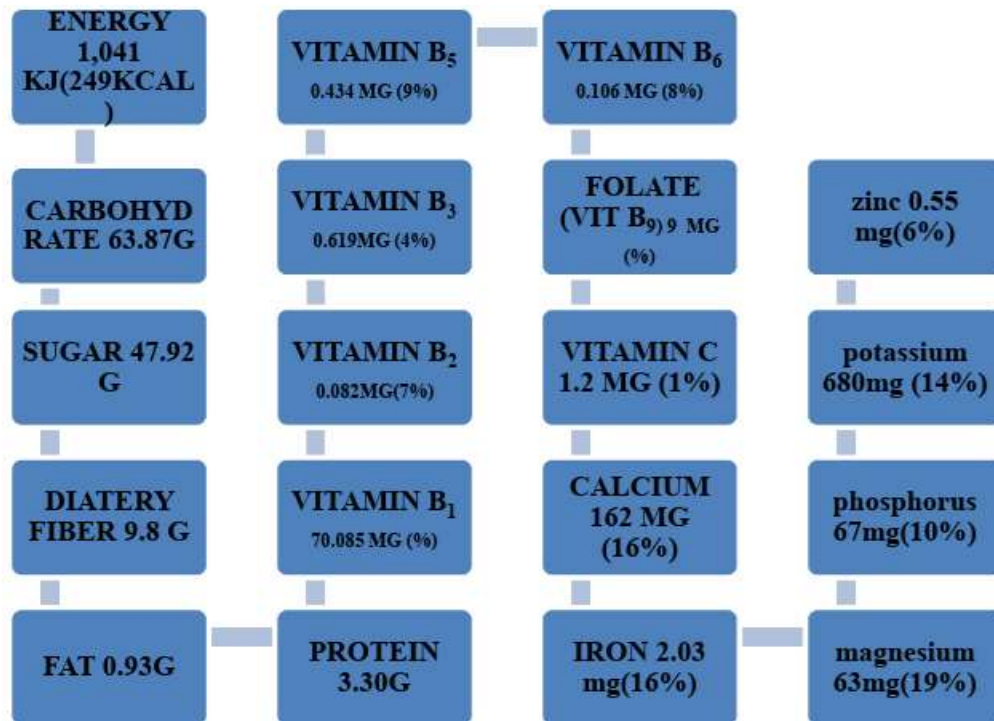 ENERGY
1,041
KJ(249KCAL
)
CARBOHYD
RATE 63.87G
SUGAR 47.92
G
DIATERY
FIBER 9.8 G
FAT 0.93G
PROTEIN
3.30G
VITAMIN B₁
70.085 MG (%)
VITAMIN B₂
0.082MG(7%)
VITAMIN B₃
0.619MG (4%)
VITAMIN B₅
0.434 MG (9%)
VITAMIN B₆
0.106 MG (8%)
FOLATE
(VIT B₉₎ 9 MG
(%)
VITAMIN C
1.2 MG (1%)
CALCIUM
162 MG
(16%)
IRON 2.03
mg(16%)
magnesium
63mg(19%)
phosphorus
67mg(10%)
potassium
680mg (14%)
zinc 0.55
mg(6%)